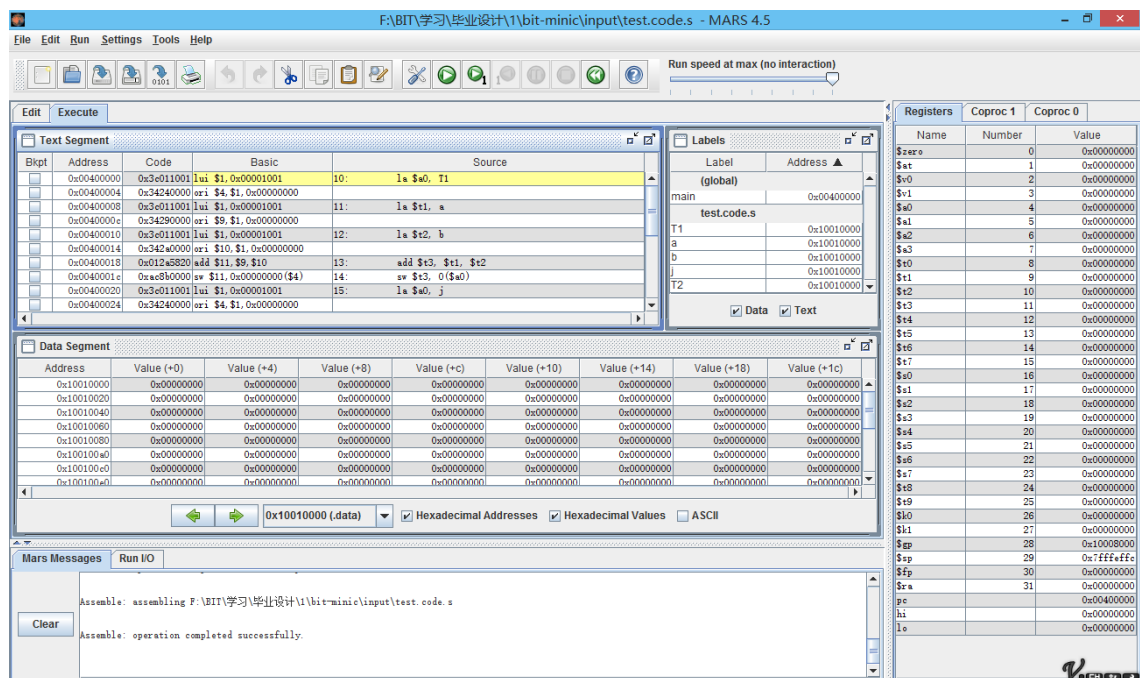 F:\BIT\学习\毕业设计\1\bit-minic\input\test.code.s - MARS 4.5
File Edit Run Settings Tools Help
Run speed at max (no interaction)
Edit Execute
Text Segment
Bkpt Address Code Basic Source
0x00400000 0x3c011001 lui $1,0x00001001 10: la $a0, T1
0x00400004 0x34240000 ori $4,$1,0x00000000
0x00400008 0x3c011001 lui $1,0x00001001 11: la $t1, a
0x0040000c 0x34290000 ori $9,$1,0x00000000
0x00400010 0x3c011001 lui $1,0x00001001 12: la $t2, b
0x00400014 0x342a0000 ori $10,$1,0x00000000
0x00400018 0x012a5820 add $11,$9,$10 13: add $t3, $t1, $t2
0x0040001c 0xac8b0000 sw $11,0x00000000($4) 14: sw $t3, 0($a0)
0x00400020 0x3c011001 lui $1,0x00001001 15: la $a0, j
0x00400024 0x34240000 ori $4,$1,0x00000000
Labels
Label Address ▲
(global)
main 0x00400000
test.code.s
T1 0x10010000
a 0x10010000
b 0x10010000
j 0x10010000
T2 0x10010000
Data Text
Data Segment
Address Value (+0) Value (+4) Value (+8) Value (+c) Value (+10) Value (+14) Value (+18) Value (+1c)
0x10010000 0x00000000 0x00000000 0x00000000 0x00000000 0x00000000 0x00000000 0x00000000 0x00000000
0x10010020 0x00000000 0x00000000 0x00000000 0x00000000 0x00000000 0x00000000 0x00000000 0x00000000
0x10010040 0x00000000 0x00000000 0x00000000 0x00000000 0x00000000 0x00000000 0x00000000 0x00000000
0x10010060 0x00000000 0x00000000 0x00000000 0x00000000 0x00000000 0x00000000 0x00000000 0x00000000
0x10010080 0x00000000 0x00000000 0x00000000 0x00000000 0x00000000 0x00000000 0x00000000 0x00000000
0x100100a0 0x00000000 0x00000000 0x00000000 0x00000000 0x00000000 0x00000000 0x00000000 0x00000000
0x100100c0 0x00000000 0x00000000 0x00000000 0x00000000 0x00000000 0x00000000 0x00000000 0x00000000
0x100100e0 0x00000000 0x00000000 0x00000000 0x00000000 0x00000000 0x00000000 0x00000000 0x00000000
0x10010000 (.data) Hexadecimal Addresses Hexadecimal Values ASCII
Mars Messages Run I/O
Assemble: assembling F:\BIT\学习\毕业设计\1\bit-minic\input\test.code.s
Clear
Assemble: operation completed successfully.
Registers Coproc 1 Coproc 0
Name Number Value
$zero 0 0x00000000
$at 1 0x00000000
$v0 2 0x00000000
$v1 3 0x00000000
$a0 4 0x00000000
$a1 5 0x00000000
$a2 6 0x00000000
$a3 7 0x00000000
$t0 8 0x00000000
$t1 9 0x00000000
$t2 10 0x00000000
$t3 11 0x00000000
$t4 12 0x00000000
$t5 13 0x00000000
$t6 14 0x00000000
$t7 15 0x00000000
$s0 16 0x00000000
$s1 17 0x00000000
$s2 18 0x00000000
$s3 19 0x00000000
$s4 20 0x00000000
$s5 21 0x00000000
$s6 22 0x00000000
$s7 23 0x00000000
$t8 24 0x00000000
$t9 25 0x00000000
$k0 26 0x00000000
$k1 27 0x00000000
$gp 28 0x10008000
$sp 29 0x7fffeffc
$fp 30 0x00000000
$ra 31 0x00000000
pc 0x00400000
hi 0x00000000
lo 0x00000000